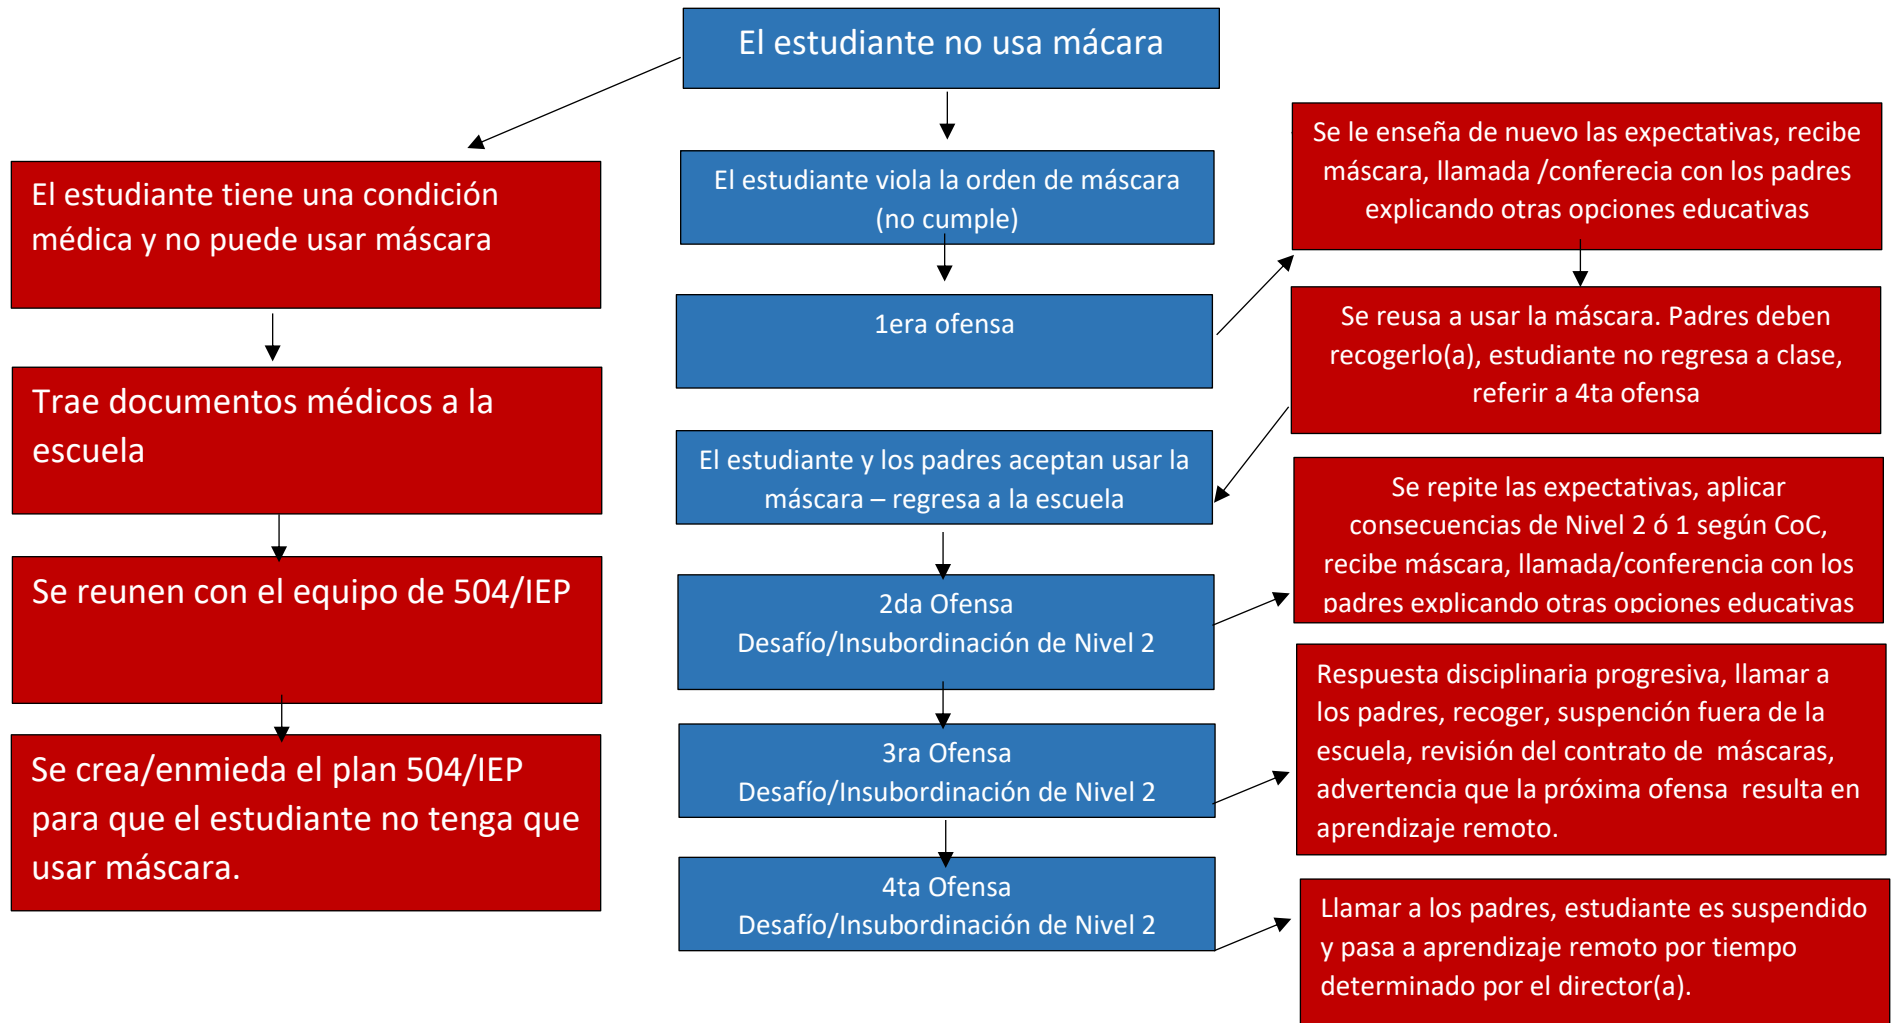 El estudiante no usa mácara
El estudiante tiene una condición
médica y no puede usar máscara
Trae documentos médicos a la
escuela
Se reunen con el equipo de 504/IEP
Se crea/enmieda el plan 504/IEP
para que el estudiante no tenga que
usar máscara.
El estudiante viola la orden de máscara
(no cumple)
1era ofensa
Se le enseña de nuevo las expectativas, recibe
máscara, llamada /conferecia con los padres
explicando otras opciones educativas
Se reusa a usar la máscara. Padres deben
recogerlo(a), estudiante no regresa a clase,
referir a 4ta ofensa
El estudiante y los padres aceptan usar la
máscara – regresa a la escuela
2da Ofensa
Desafío/Insubordinación de Nivel 2
Se repite las expectativas, aplicar
consecuencias de Nivel 2 ó 1 según CoC,
recibe máscara, llamada/conferencia con los
padres explicando otras opciones educativas
3ra Ofensa
Desafío/Insubordinación de Nivel 2
Respuesta disciplinaria progresiva, llamar a
los padres, recoger, suspención fuera de la
escuela, revisión del contrato de  máscaras,
advertencia que la próxima ofensa  resulta en
aprendizaje remoto.
4ta Ofensa
Desafío/Insubordinación de Nivel 2
Llamar a los padres, estudiante es suspendido
y pasa a aprendizaje remoto por tiempo
determinado por el director(a).